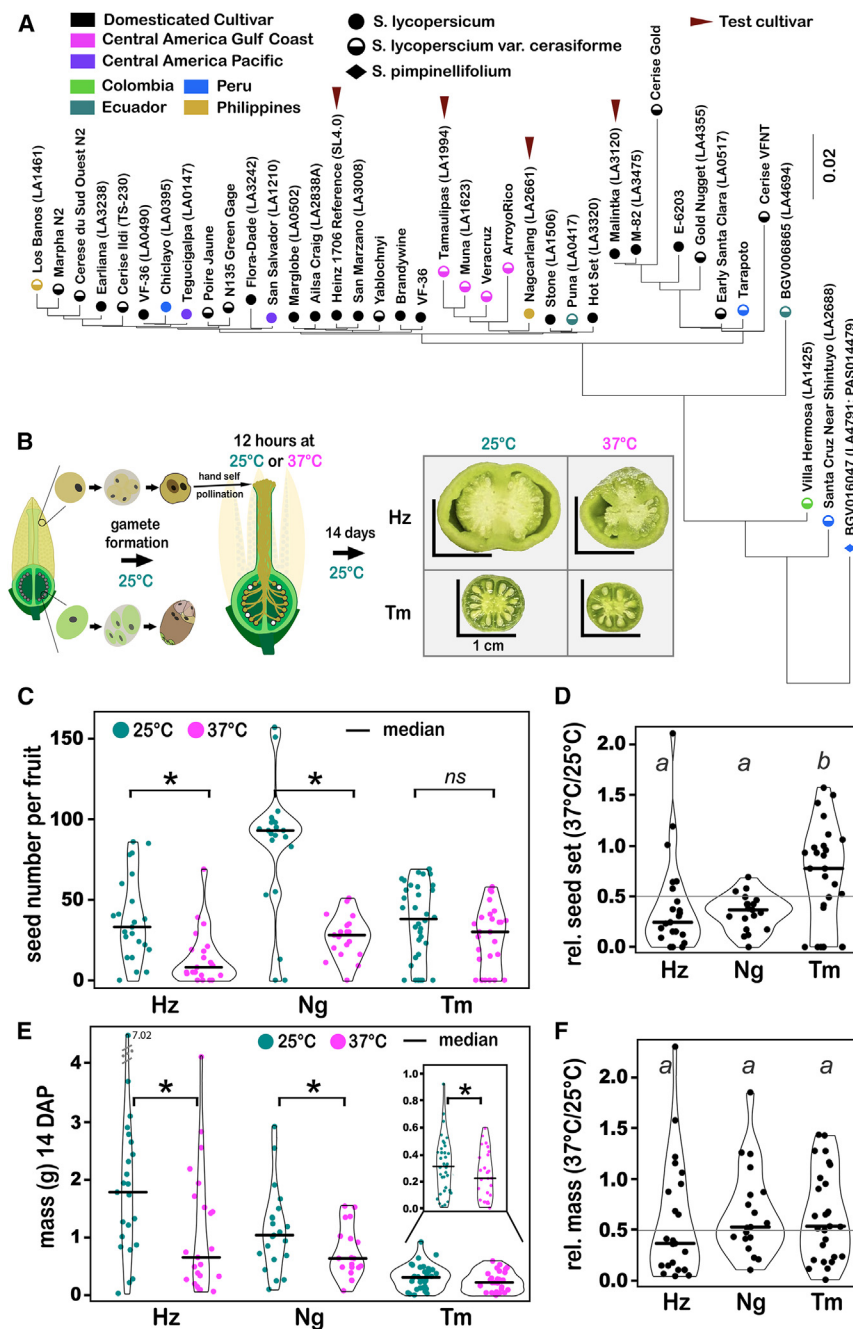 A
Domesticated Cultivar
Central America Gulf Coast
Central America Pacific
Colombia
Peru
Ecuador
Philippines
S. lycopersicum
S. lycoperscium var. cerasiforme
S. pimpinellifolium
Test cultivar
0.02
Los Banos (LA1461)
Marpha N2
Cerese du Sud Ouest N2
Earliana (LA3238)
Cerise Ildi (TS-230)
VF-36 (LA0490)
Chiclayo (LA0395)
Tegucigalpa (LA0147)
Poire Jaune
N135 Green Gage
Flora-Dade (LA3242)
San Salvador (LA1210)
Marglobe (LA0502)
Ailsa Craig (LA2838A)
Heinz 1706 Reference (SL4.0)
San Marzano (LA3008)
Yablochnyi
Brandywine
VF-36
Tamaulipas (LA1994)
Muna (LA1623)
Veracruz
ArroyoRico
Nagcarlang (LA2661)
Stone (LA1506)
Puna (LA0417)
Hot Set (LA3320)
Malintka (LA3120)
M-82 (LA3475)
Cerise Gold
E-6203
Gold Nugget (LA4355)
Early Santa Clara (LA0517)
Tarapoto
Cerise VFNT
BGV006865 (LA4694)
Villa Hermosa (LA1425)
Santa Cruz Near Shintuyo (LA2688)
BGV016047 (LA4791; PAS014479)
B
12 hours at
25°C or 37°C
hand self
pollination
gamete
formation
25°C
14 days
25°C
25°C
37°C
Hz
Tm
1 cm
C
25°C
37°C
median
seed number per fruit
150
100
50
0
*
*
ns
Hz
Ng
Tm
D
rel. seed set (37°C/25°C)
2.0
1.5
1.0
0.5
0.0
a
a
b
Hz
Ng
Tm
E
7.02
25°C
37°C
median
mass (g) 14 DAP
4
3
2
1
0
*
*
1.0
0.8
0.6
0.4
0.2
0.0
*
Hz
Ng
Tm
F
rel. mass (37°C/25°C)
2.0
1.5
1.0
0.5
0.0
a
a
a
Hz
Ng
Tm